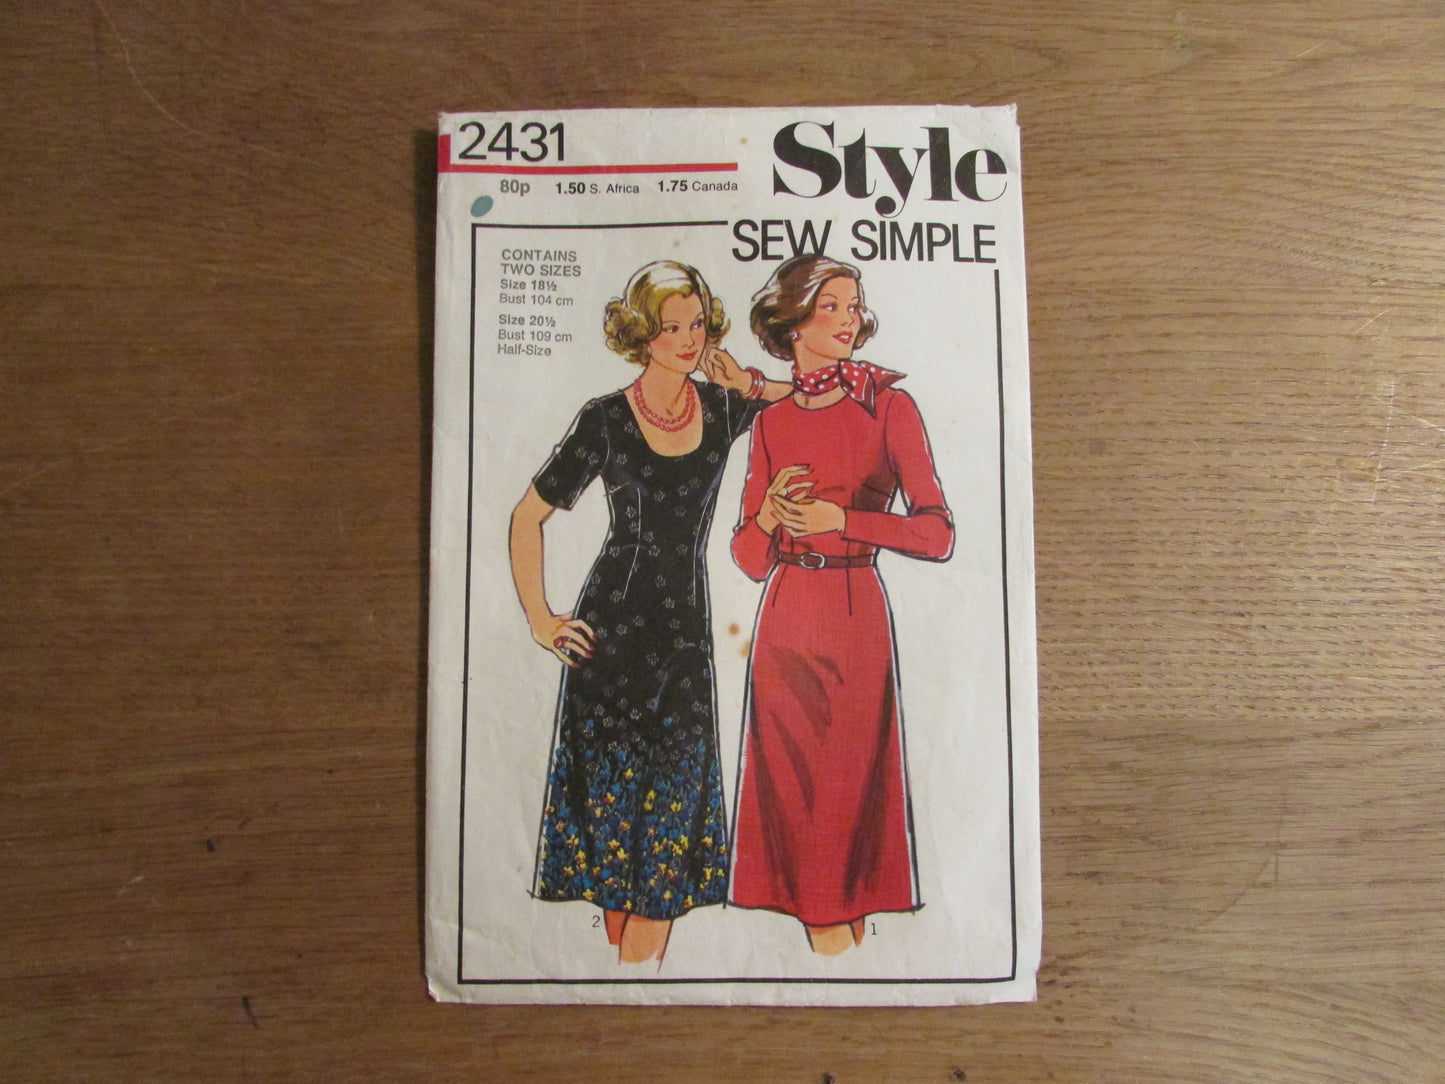 2431
Style
80p 1.50 S. Africa 1.75 Canada
SEW SIMPLE
CONTAINS
TWO SIZES
Size 18½
Bust 104 cm
Size 20½
Bust 109 cm
Half-Size
2
1